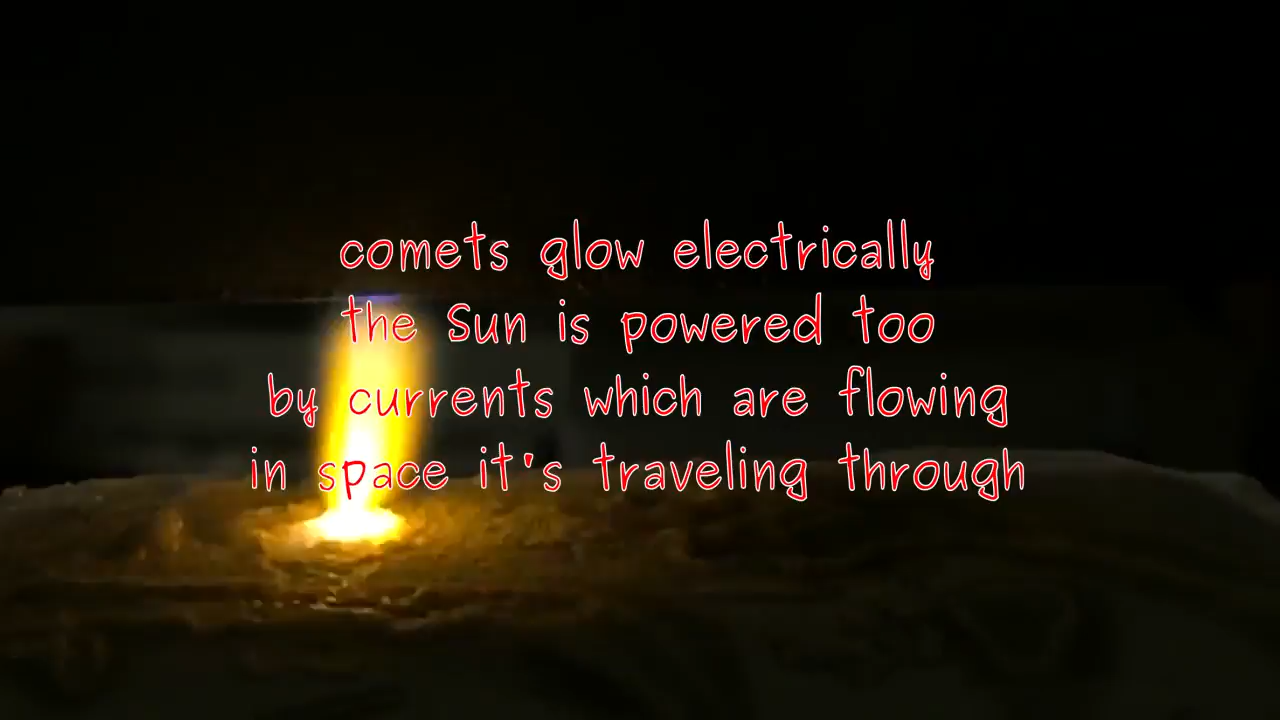 comets glow electrically
the Sun is powered too
by currents which are flowing
in space it's traveling through